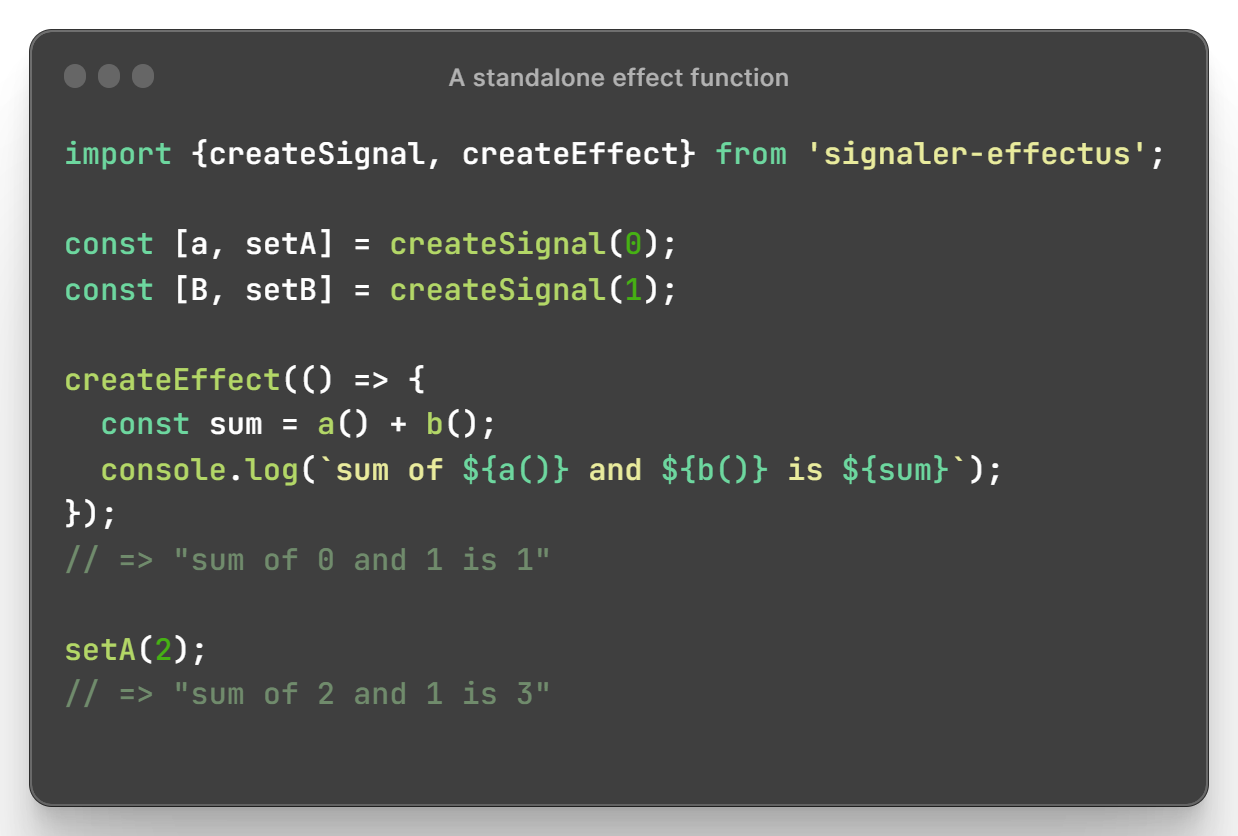 A standalone effect function
import {createSignal, createEffect} from 'signaler-effectus';
const [a, setA] = createSignal(0);
const [B, setB] = createSignal(1);
createEffect(() => {
  const sum = a() + b();
  console.log(`sum of ${a()} and ${b()} is ${sum}`);
});
// => "sum of 0 and 1 is 1"
setA(2);
// => "sum of 2 and 1 is 3"